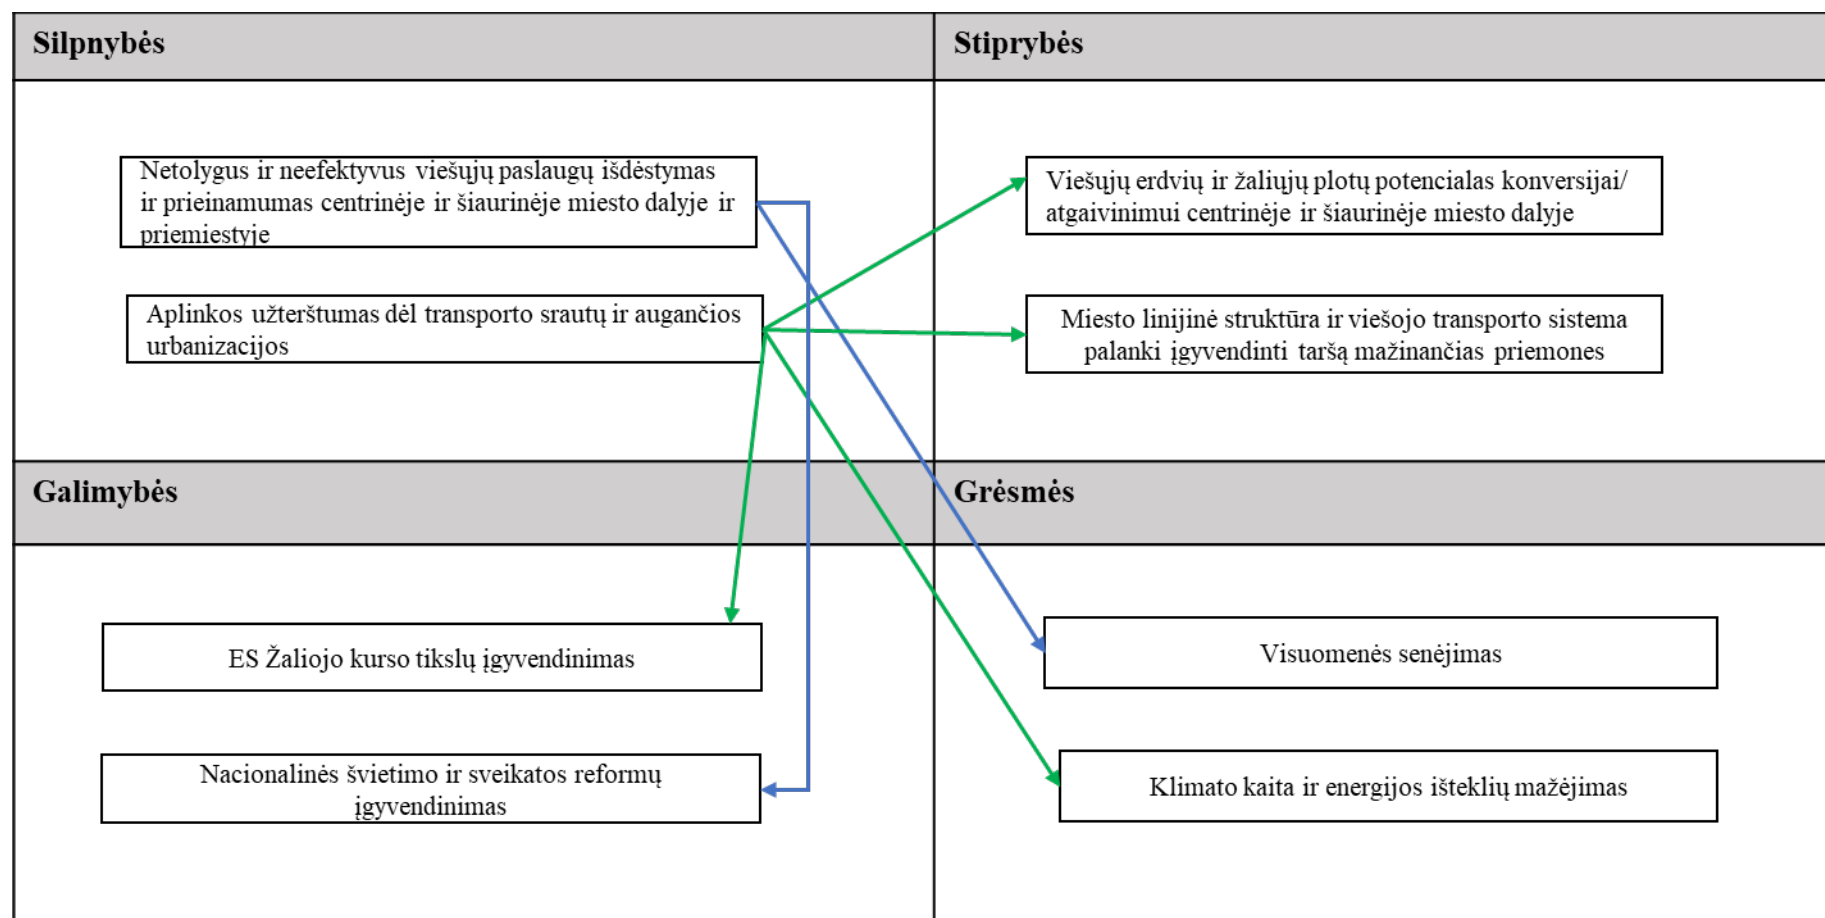 Silpnybės
Stiprybės
Netolygus ir neefektyvus viešųjų paslaugų išdėstymas
ir prieinamumas centrinėje ir šiaurinėje miesto dalyje ir
priemiestyje
Viešųjų erdvių ir žaliųjų plotų potencialas konversijai/
atgaivinimui centrinėje ir šiaurinėje miesto dalyje
Aplinkos užterštumas dėl transporto srautų ir augančios
urbanizacijos
Miesto linijinė struktūra ir viešojo transporto sistema
palanki įgyvendinti taršą mažinančias priemones
Galimybės
Grėsmės
ES Žaliojo kurso tikslų įgyvendinimas
Visuomenės senėjimas
Nacionalinės švietimo ir sveikatos reformų
įgyvendinimas
Klimato kaita ir energijos išteklių mažėjimas